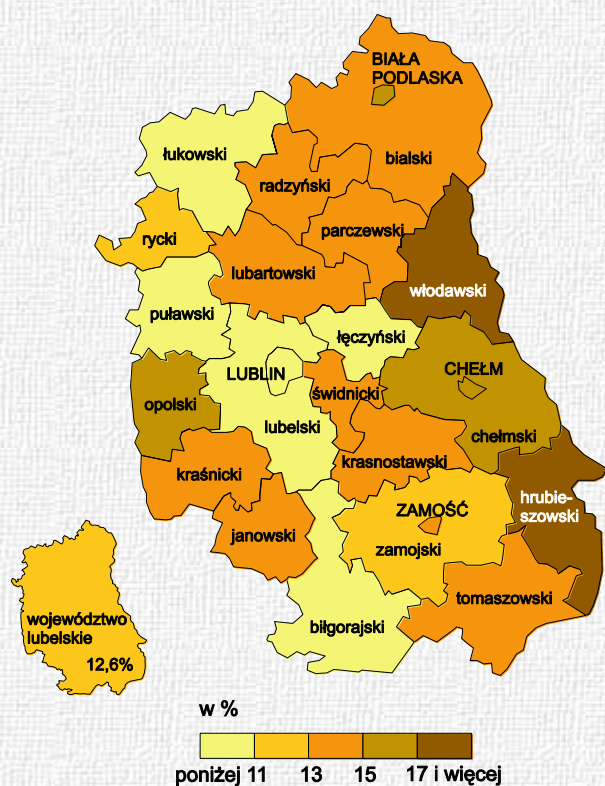 BIAŁA
PODLASKA
łukowski
bialski
radzyński
parczewski
rycki
lubartowski
włodawski
puławski
łęczyński
LUBLIN
CHEŁM
świdnicki
opolski
lubelski
chełmski
kraśnicki
krasnostawski
hrubie-
szowski
ZAMOŚĆ
janowski
zamojski
tomaszowski
biłgorajski
województwo
lubelskie
12,6%
w %
poniżej 11 13 15 17 i więcej